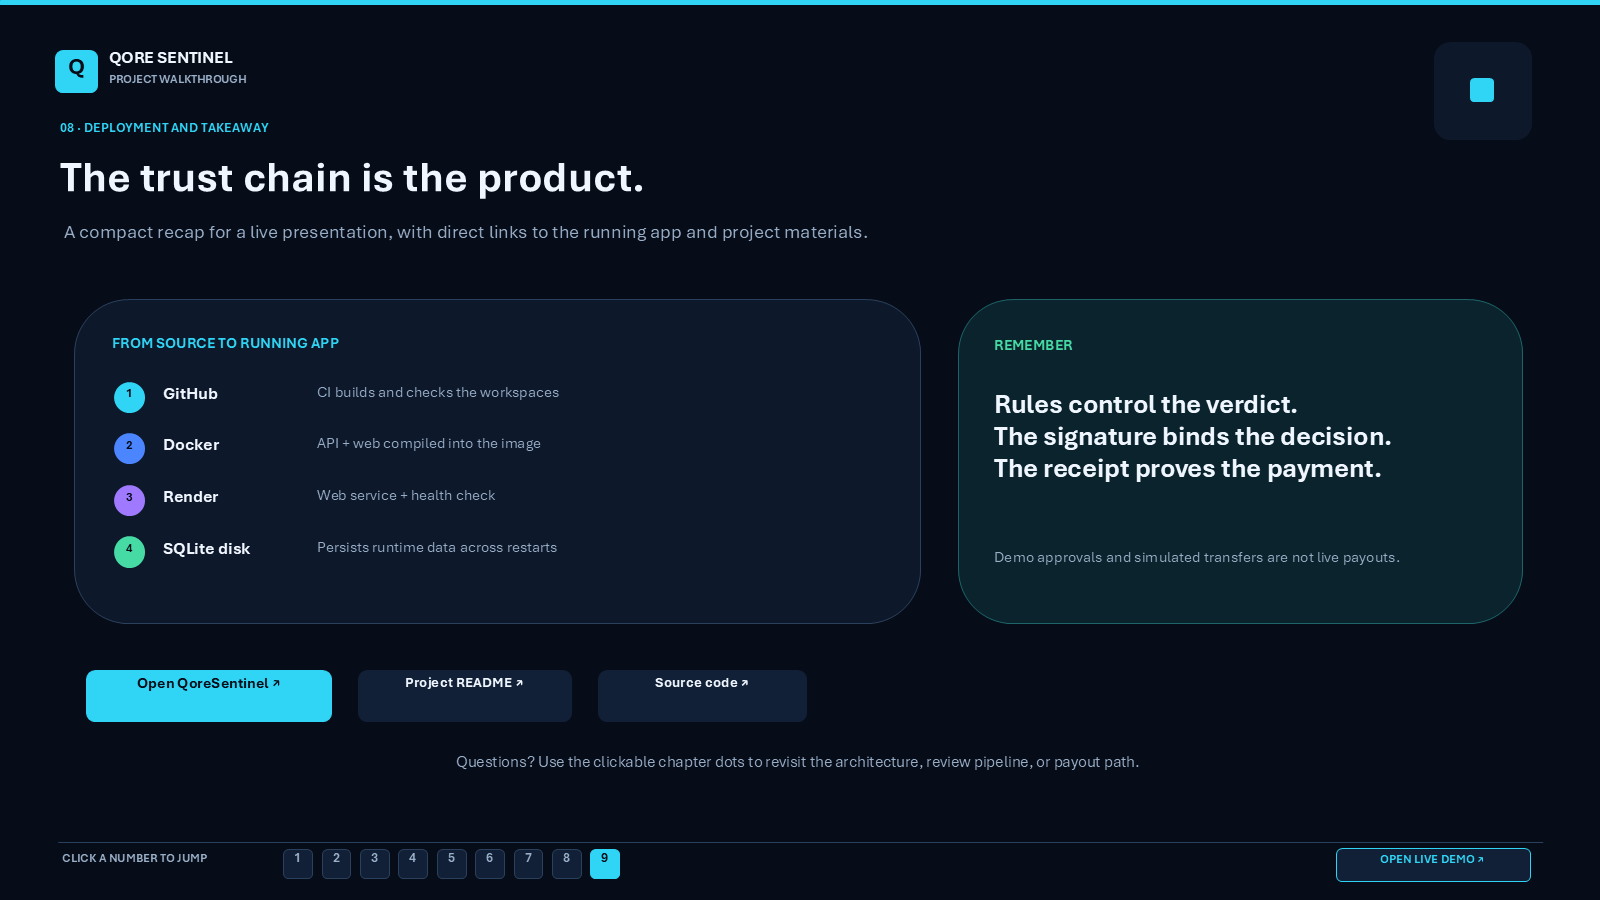 Q
QORE SENTINEL
PROJECT WALKTHROUGH
08 · DEPLOYMENT AND TAKEAWAY
The trust chain is the product.
A compact recap for a live presentation, with direct links to the running app and project materials.
FROM SOURCE TO RUNNING APP
1 GitHub CI builds and checks the workspaces
2 Docker API + web compiled into the image
3 Render Web service + health check
4 SQLite disk Persists runtime data across restarts
REMEMBER
Rules control the verdict.
The signature binds the decision.
The receipt proves the payment.
Demo approvals and simulated transfers are not live payouts.
Open QoreSentinel ↗
Project README ↗
Source code ↗
Questions? Use the clickable chapter dots to revisit the architecture, review pipeline, or payout path.
CLICK A NUMBER TO JUMP
1 2 3 4 5 6 7 8 9
OPEN LIVE DEMO ↗